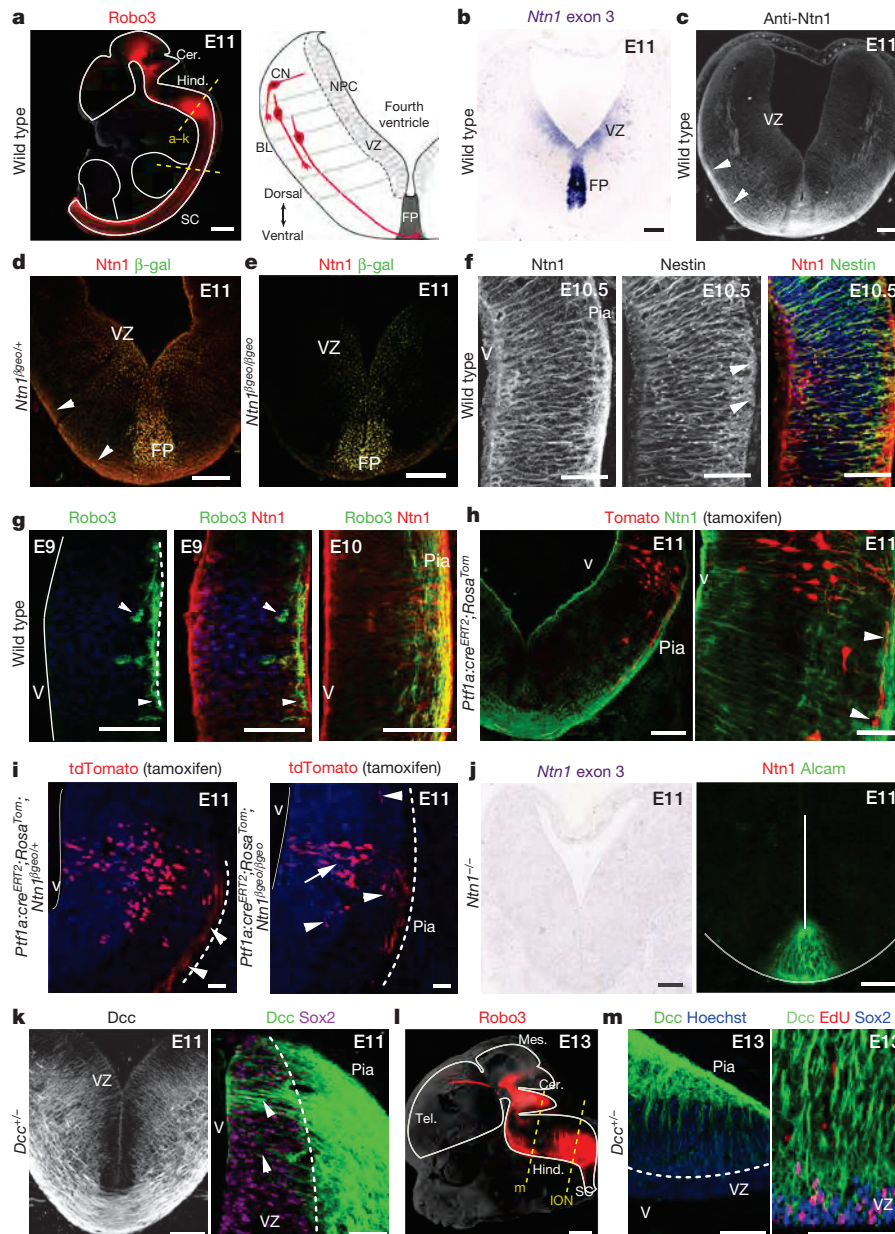 a
Robo3
E11
Cer.
Hind.
a–k
SC
Wild type
CN
NPC
Fourth
ventricle
VZ
BL
Dorsal
Ventral
FP
b
Ntn1 exon 3
E11
VZ
FP
Wild type
c
Anti-Ntn1
E11
VZ
Wild type
d
Ntn1 β-gal
E11
VZ
FP
Ntn1βgeo/+
e
Ntn1 β-gal
E11
VZ
FP
Ntn1βgeo/βgeo
f
Ntn1
Nestin
Ntn1 Nestin
E10.5
E10.5
E10.5
Pia
V
Wild type
g
Robo3
Robo3 Ntn1
Robo3 Ntn1
E9
E9
E10
Pia
V
V
V
Wild type
h
Tomato Ntn1 (tamoxifen)
E11
E11
V
V
Pia
Ptf1a:creERT2;RosaTom
i
tdTomato (tamoxifen)
tdTomato (tamoxifen)
E11
E11
V
V
Pia
Ptf1a:creERT2;RosaTom;
Ntn1βgeo/+
Ptf1a:creERT2;RosaTom;
Ntn1βgeo/βgeo
j
Ntn1 exon 3
Ntn1 Alcam
E11
E11
Ntn1−/−
k
Dcc
Dcc Sox2
E11
E11
VZ
Pia
V
VZ
Dcc+/−
l
Robo3
E13
Mes.
Cer.
Tel.
Hind.
m
ION
SC
m
Dcc Hoechst
Dcc EdU Sox2
E13
E13
Pia
VZ
V
VZ
Dcc+/−